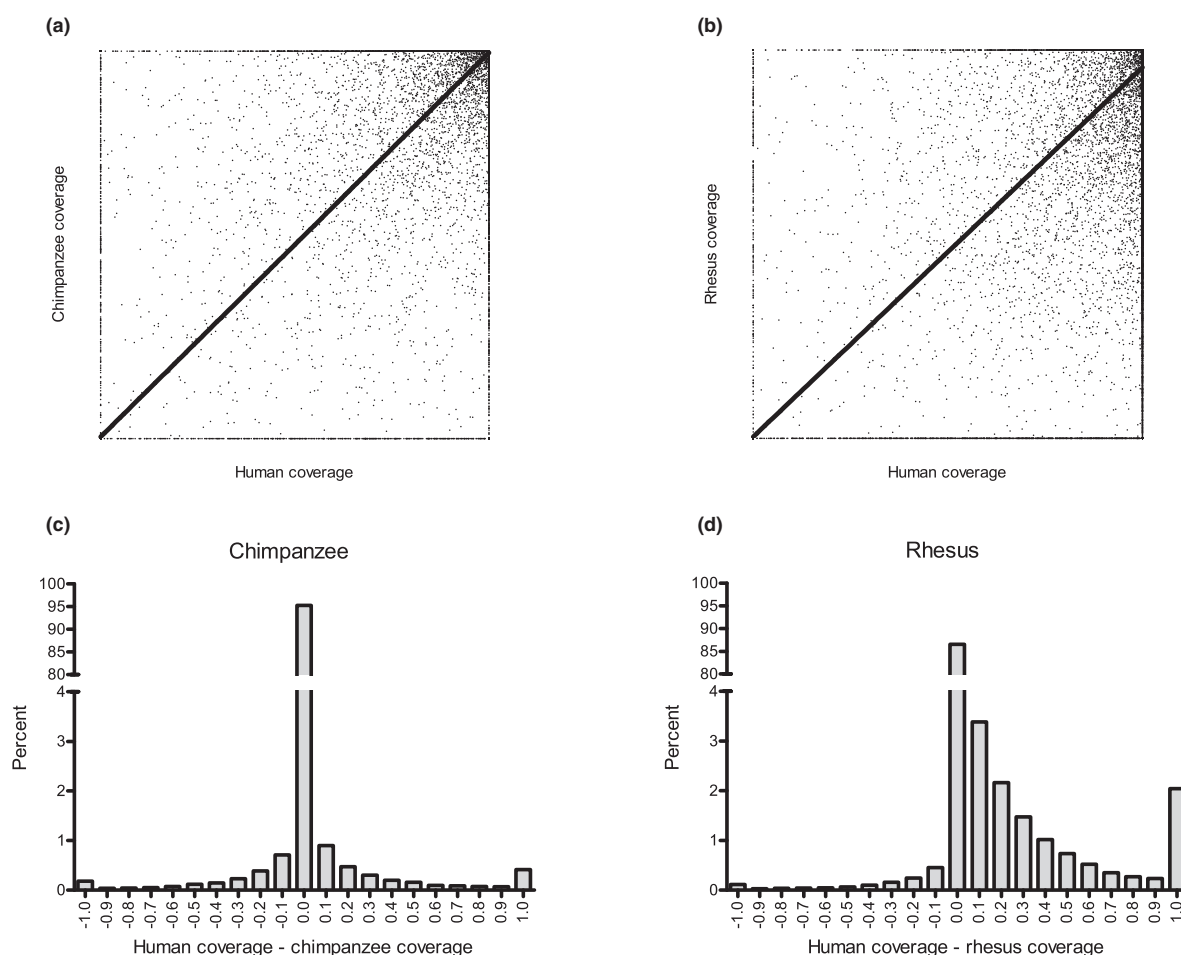 (a)
Chimpanzee coverage
Human coverage
(b)
Rhesus coverage
Human coverage
(c)
Chimpanzee
Percent
100
95
90
85
80
4
3
2
1
0
-1.0 -0.9 -0.8 -0.7 -0.6 -0.5 -0.4 -0.3 -0.2 -0.1 0.0 0.1 0.2 0.3 0.4 0.5 0.6 0.7 0.8 0.9 1.0
Human coverage - chimpanzee coverage
(d)
Rhesus
Percent
100
95
90
85
80
4
3
2
1
0
-1.0 -0.9 -0.8 -0.7 -0.6 -0.5 -0.4 -0.3 -0.2 -0.1 0.0 0.1 0.2 0.3 0.4 0.5 0.6 0.7 0.8 0.9 1.0
Human coverage - rhesus coverage